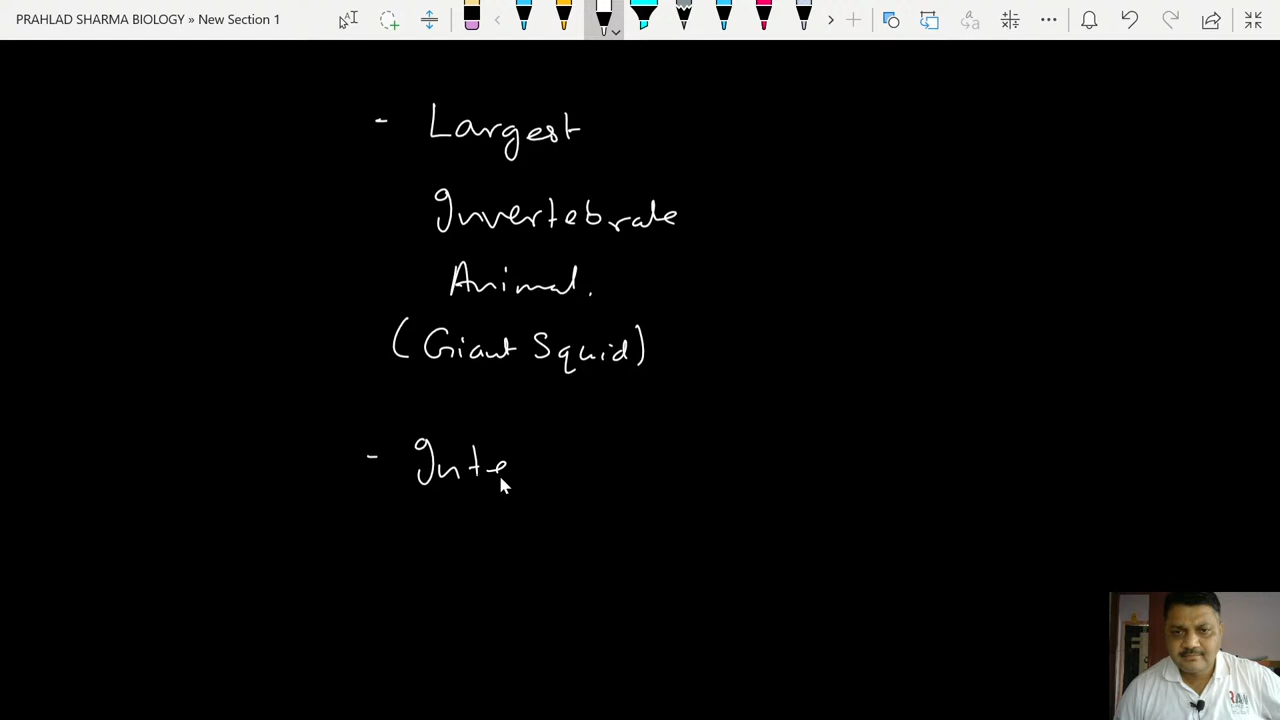 PRAHLAD SHARMA BIOLOGY » New Section 1
- Largest
Invertebrate
Animal.
(Giant Squid)
- Inte